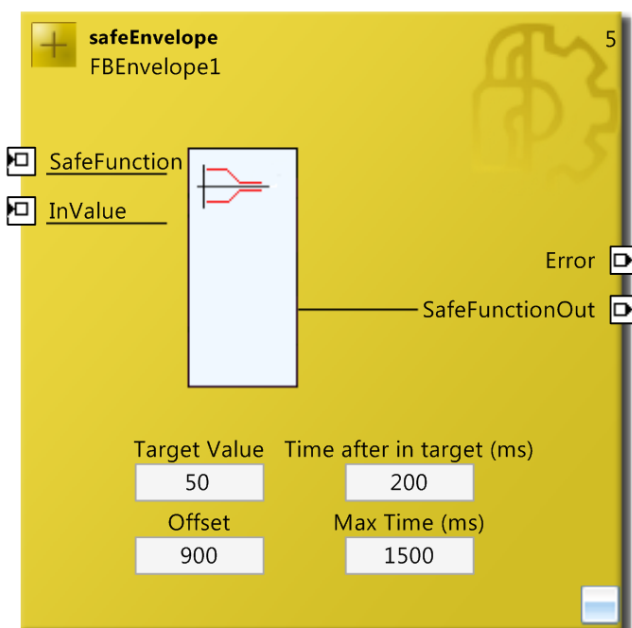 safeEnvelope 5
FBEnvelope1
SafeFunction
InValue
Error
SafeFunctionOut
Target Value Time after in target (ms)
50 200
Offset Max Time (ms)
900 1500